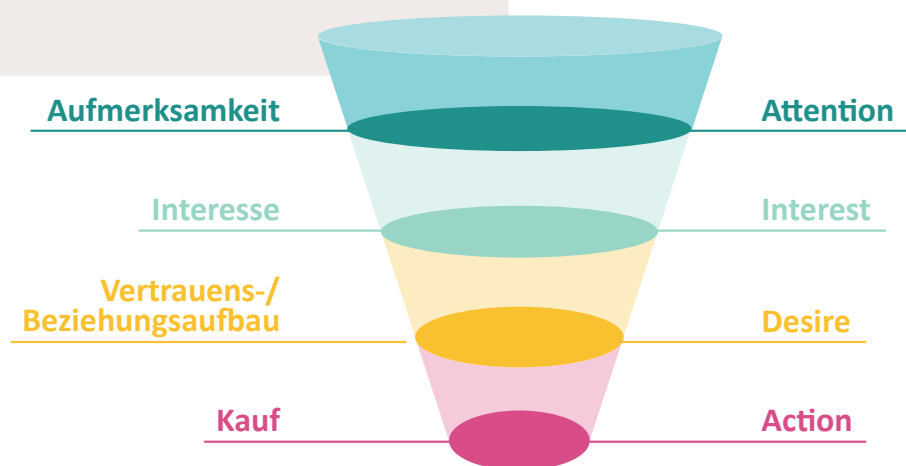 Aufmerksamkeit
Attention
Interesse
Interest
Vertrauens-/
Beziehungsaufbau
Desire
Kauf
Action